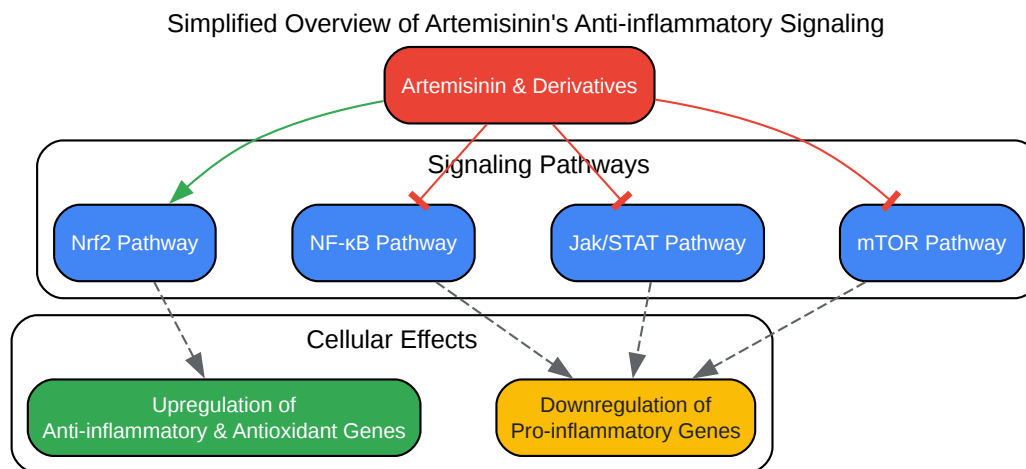 Simplified Overview of Artemisinin's Anti-inflammatory Signaling
Artemisinin & Derivatives
Signaling Pathways
Nrf2 Pathway
NF-κB Pathway
Jak/STAT Pathway
mTOR Pathway
Cellular Effects
Upregulation of
Anti-inflammatory & Antioxidant Genes
Downregulation of
Pro-inflammatory Genes